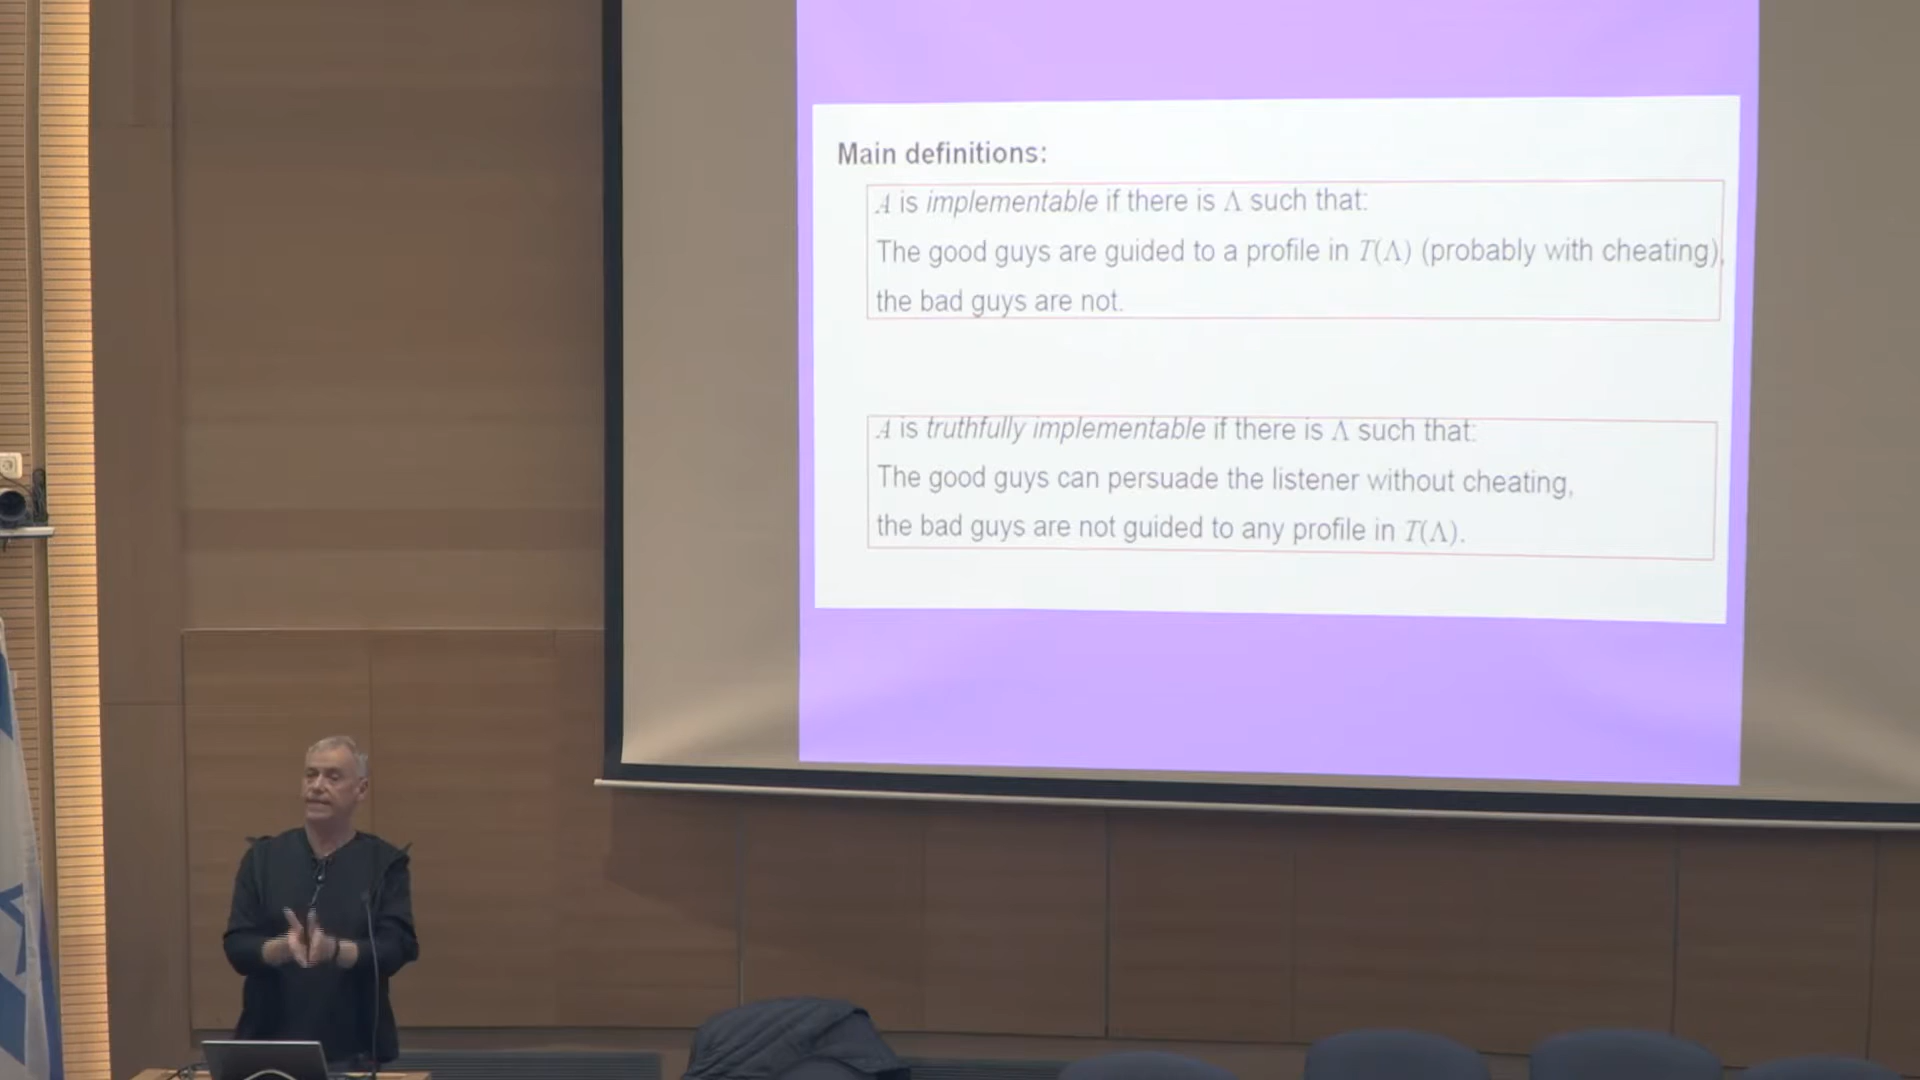 Main definitions:
A is implementable if there is Λ such that:
The good guys are guided to a profile in T(Λ) (probably with cheating),
the bad guys are not.
A is truthfully implementable if there is Λ such that:
The good guys can persuade the listener without cheating,
the bad guys are not guided to any profile in T(Λ).